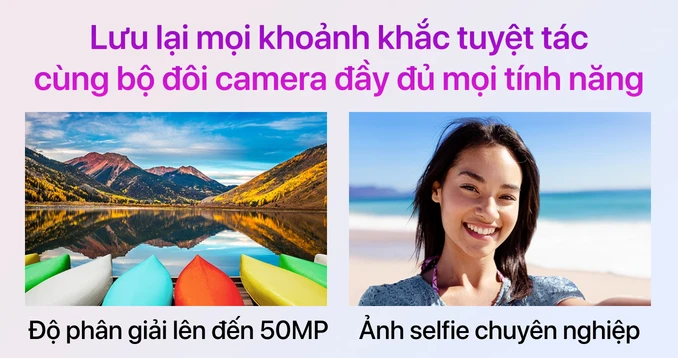 Lưu lại mọi khoảnh khắc tuyệt tác
cùng bộ đôi camera đầy đủ mọi tính năng
Độ phân giải lên đến 50MP
Ảnh selfie chuyên nghiệp